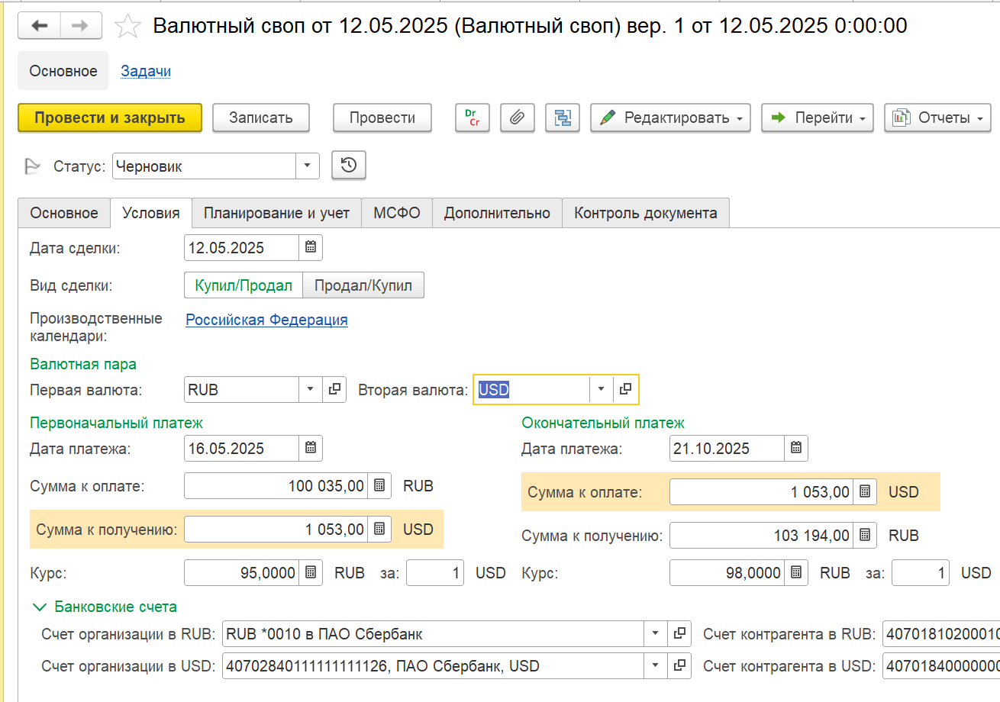 Валютный своп от 12.05.2025 (Валютный своп) вер. 1 от 12.05.2025 0:00:00
Основное Задачи
Провести и закрыть Записать Провести Dr Cr Редактировать Перейти Отчеты
Статус: Черновик
Основное Условия Планирование и учет МСФО Дополнительно Контроль документа
Дата сделки: 12.05.2025
Вид сделки: Купил/Продал Продал/Купил
Производственные
календари: Российская Федерация
Валютная пара
Первая валюта: RUB Вторая валюта: USD
Первоначальный платеж Окончательный платеж
Дата платежа: 16.05.2025 Дата платежа: 21.10.2025
Сумма к оплате: 100 035,00 RUB Сумма к оплате: 1 053,00 USD
Сумма к получению: 1 053,00 USD Сумма к получению: 103 194,00 RUB
Курс: 95,0000 RUB за: 1 USD Курс: 98,0000 RUB за: 1 USD
Банковские счета
Счет организации в RUB: RUB *0010 в ПАО Сбербанк Счет контрагента в RUB: 40701810200010
Счет организации в USD: 40702840111111111126, ПАО Сбербанк, USD Счет контрагента в USD: 40701840000000